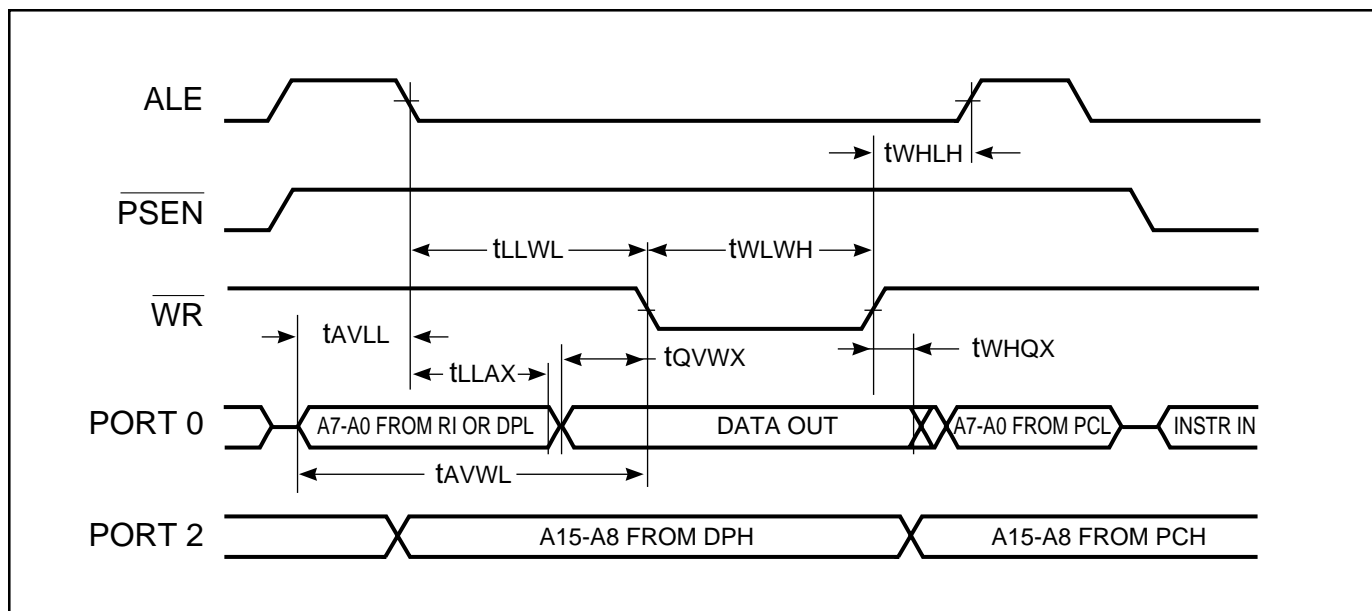 ALE
tWHLH
PSEN
tLLWL
tWLWH
WR
tAVLL
tQVWX
tWHQX
tLLAX
PORT 0
A7-A0 FROM RI OR DPL
DATA OUT
A7-A0 FROM PCL
INSTR IN
tAVWL
PORT 2
A15-A8 FROM DPH
A15-A8 FROM PCH